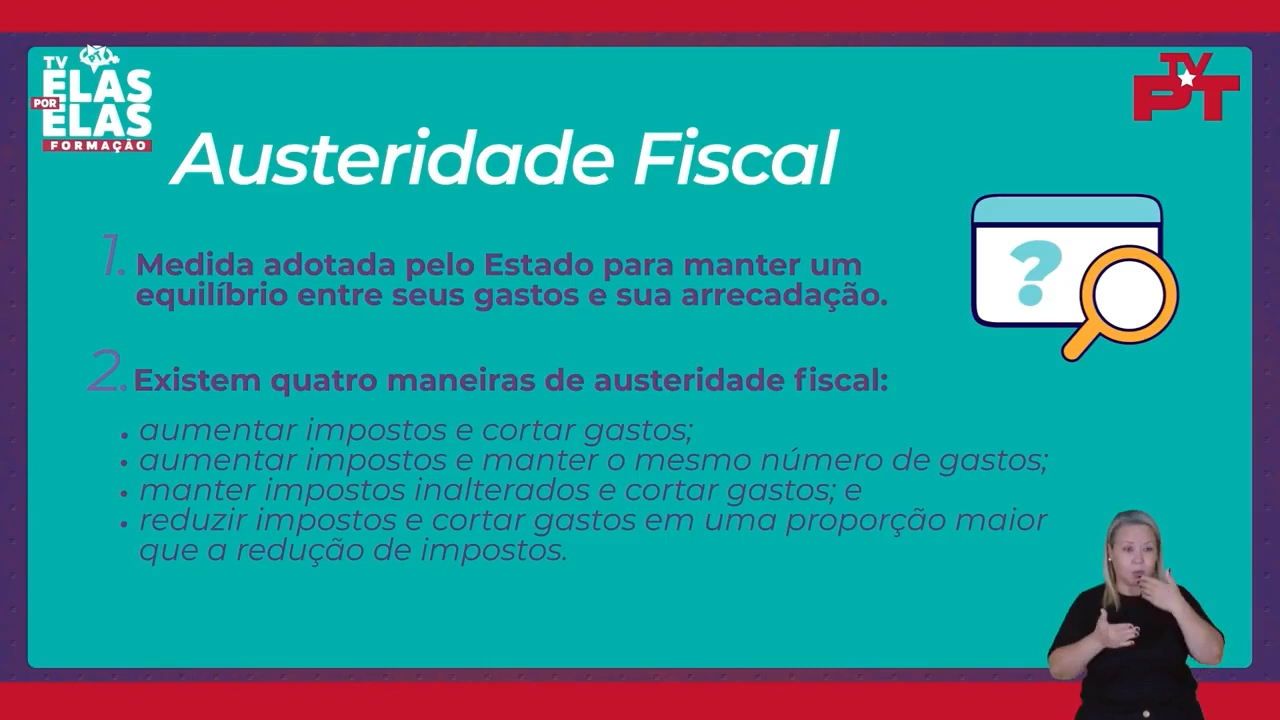 TV
ELAS
POR
ELAS
FORMAÇÃO
TV
PT
Austeridade Fiscal
1. Medida adotada pelo Estado para manter um
equilíbrio entre seus gastos e sua arrecadação.
2. Existem quatro maneiras de austeridade fiscal:
• aumentar impostos e cortar gastos;
• aumentar impostos e manter o mesmo número de gastos;
• manter impostos inalterados e cortar gastos; e
• reduzir impostos e cortar gastos em uma proporção maior
que a redução de impostos.
?